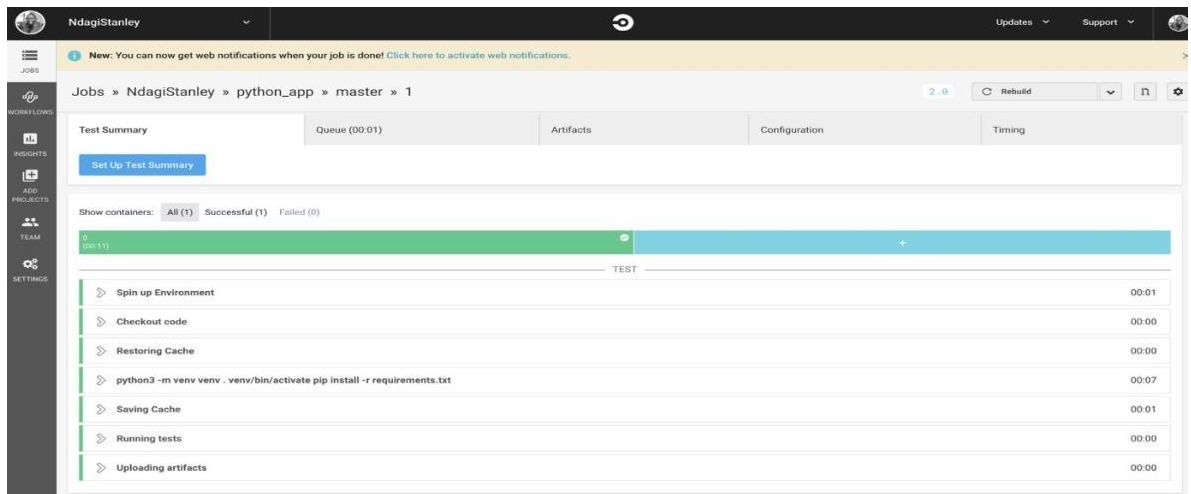 NdagiStanley
Updates
Support
JOBS
New: You can now get web notifications when your job is done! Click here to activate web notifications.
WORKFLOWS
Jobs » NdagiStanley » python_app » master » 1
2.0
Rebuild
INSIGHTS
Test Summary
Queue (00:01)
Artifacts
Configuration
Timing
Set Up Test Summary
ADD
PROJECTS
Show containers: All (1) Successful (1) Failed (0)
TEAM
0
(00:11)
+
SETTINGS
TEST
Spin up Environment 00:01
Checkout code 00:00
Restoring Cache 00:00
python3 -m venv venv . venv/bin/activate pip install -r requirements.txt 00:07
Saving Cache 00:01
Running tests 00:00
Uploading artifacts 00:00